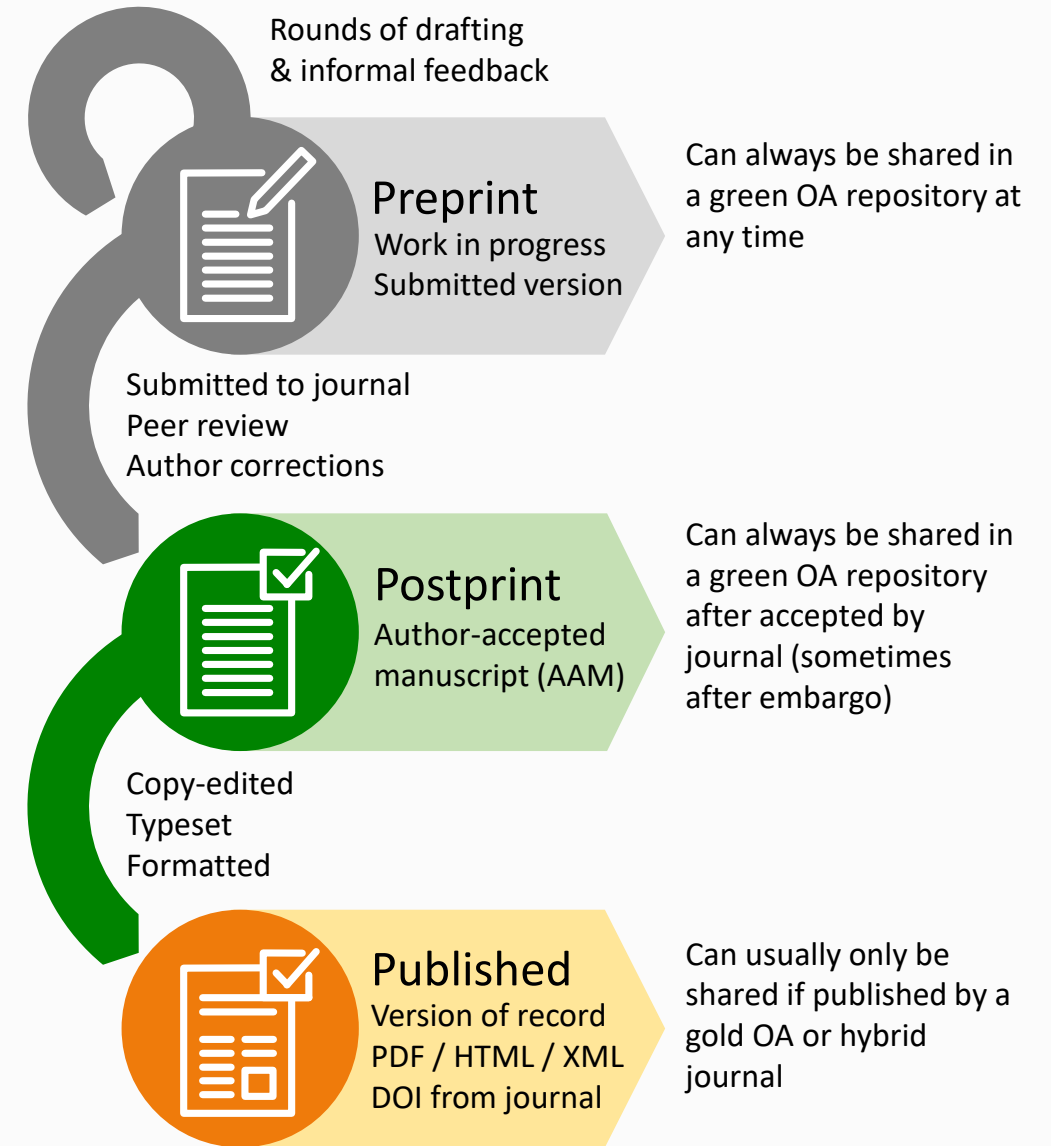 Rounds of drafting
& informal feedback
Preprint
Work in progress
Submitted version
Can always be shared in
a green OA repository at
any time
Submitted to journal
Peer review
Author corrections
Postprint
Author-accepted
manuscript (AAM)
Can always be shared in
a green OA repository
after accepted by
journal (sometimes
after embargo)
Copy-edited
Typeset
Formatted
Published
Version of record
PDF / HTML / XML
DOI from journal
Can usually only be
shared if published by a
gold OA or hybrid
journal